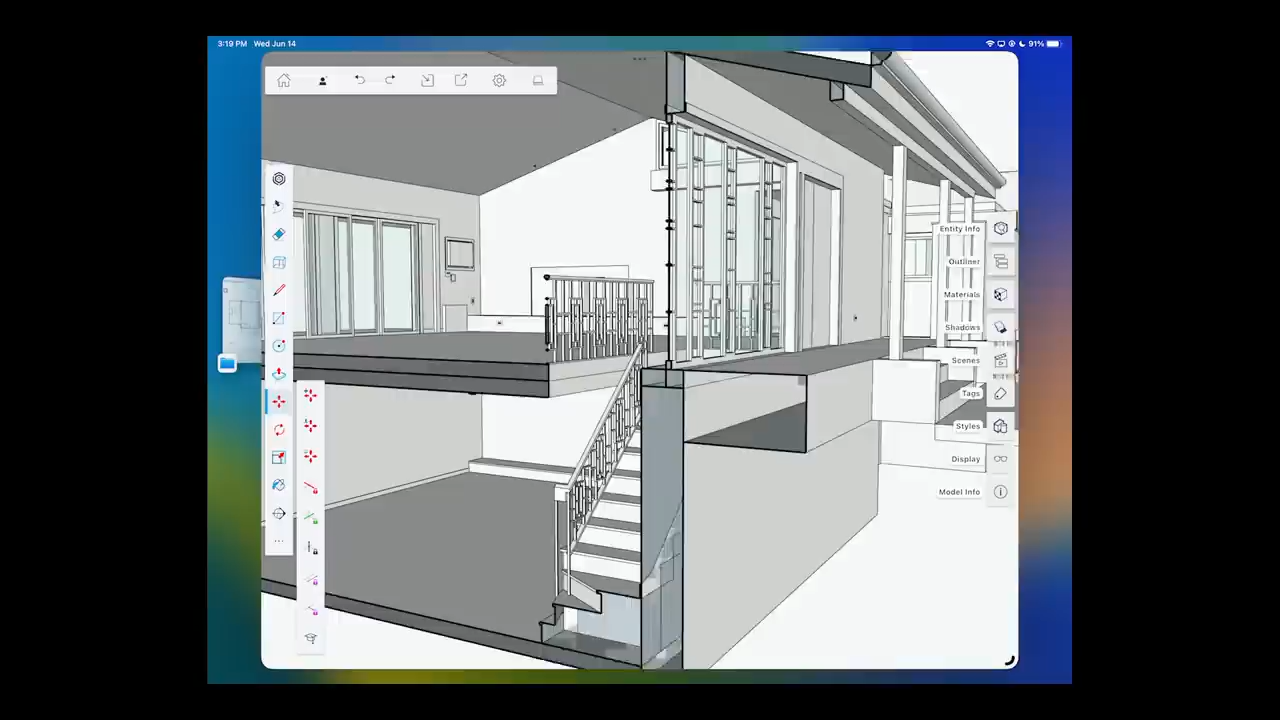 3:19 PM Wed Jun 14
91%
Entity Info
Outliner
Materials
Shadows
Scenes
Tags
Styles
Display
Model Info